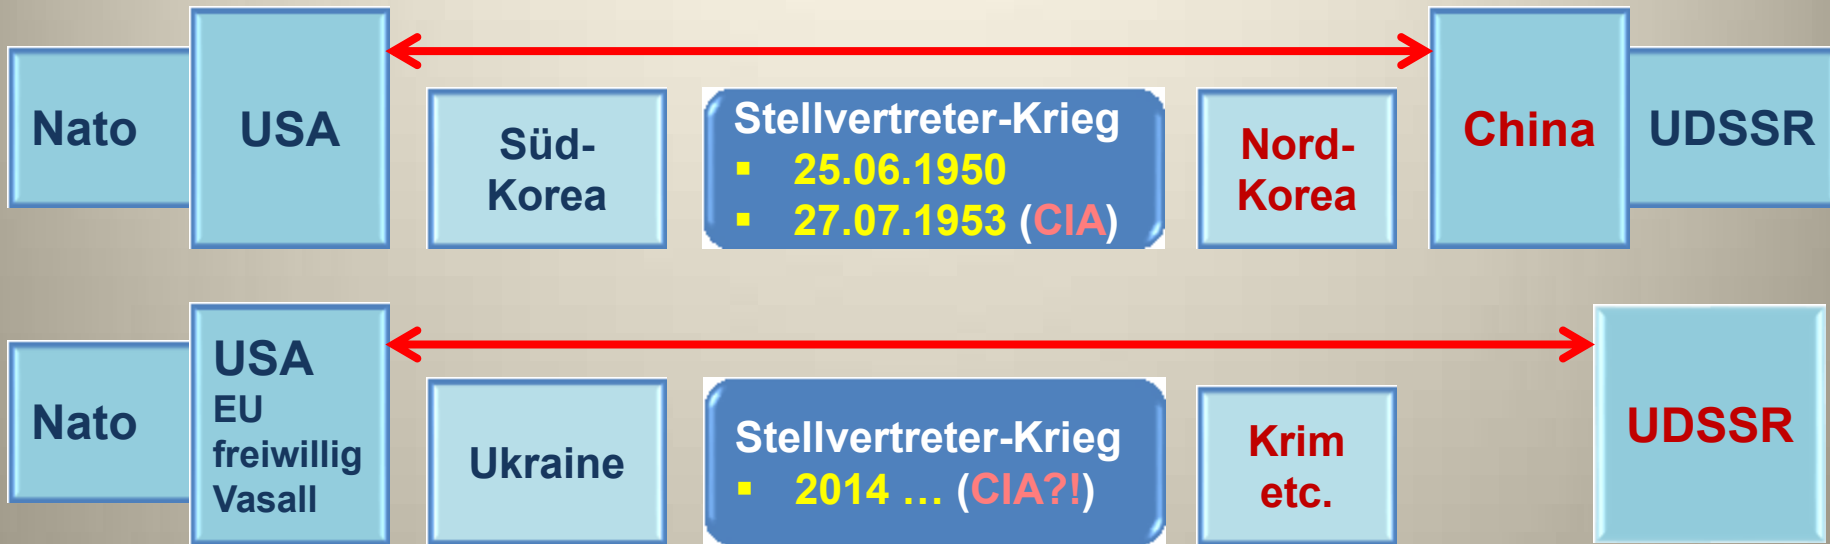 Nato
USA
Süd-
Korea
Stellvertreter-Krieg
▪ 25.06.1950
▪ 27.07.1953 (CIA)
Nord-
Korea
China
UDSSR
Nato
USA
EU
freiwillig
Vasall
Ukraine
Stellvertreter-Krieg
▪ 2014 … (CIA?!)
Krim
etc.
UDSSR